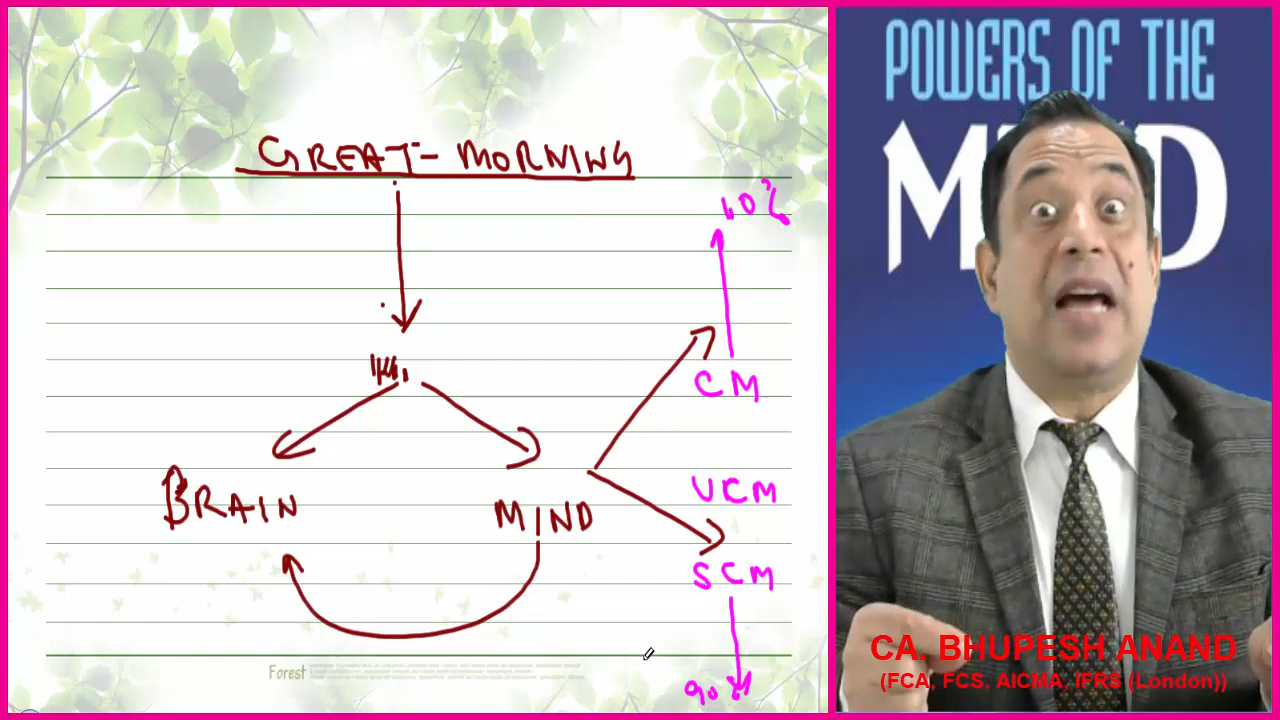 GREAT-MORNING
10%
CM
BRAIN
MIND
UCM
SCM
90%
Forest
POWERS OF THE
M D
CA. BHUPESH ANAND
(FCA, FCS, AICMA, IFRS (London))